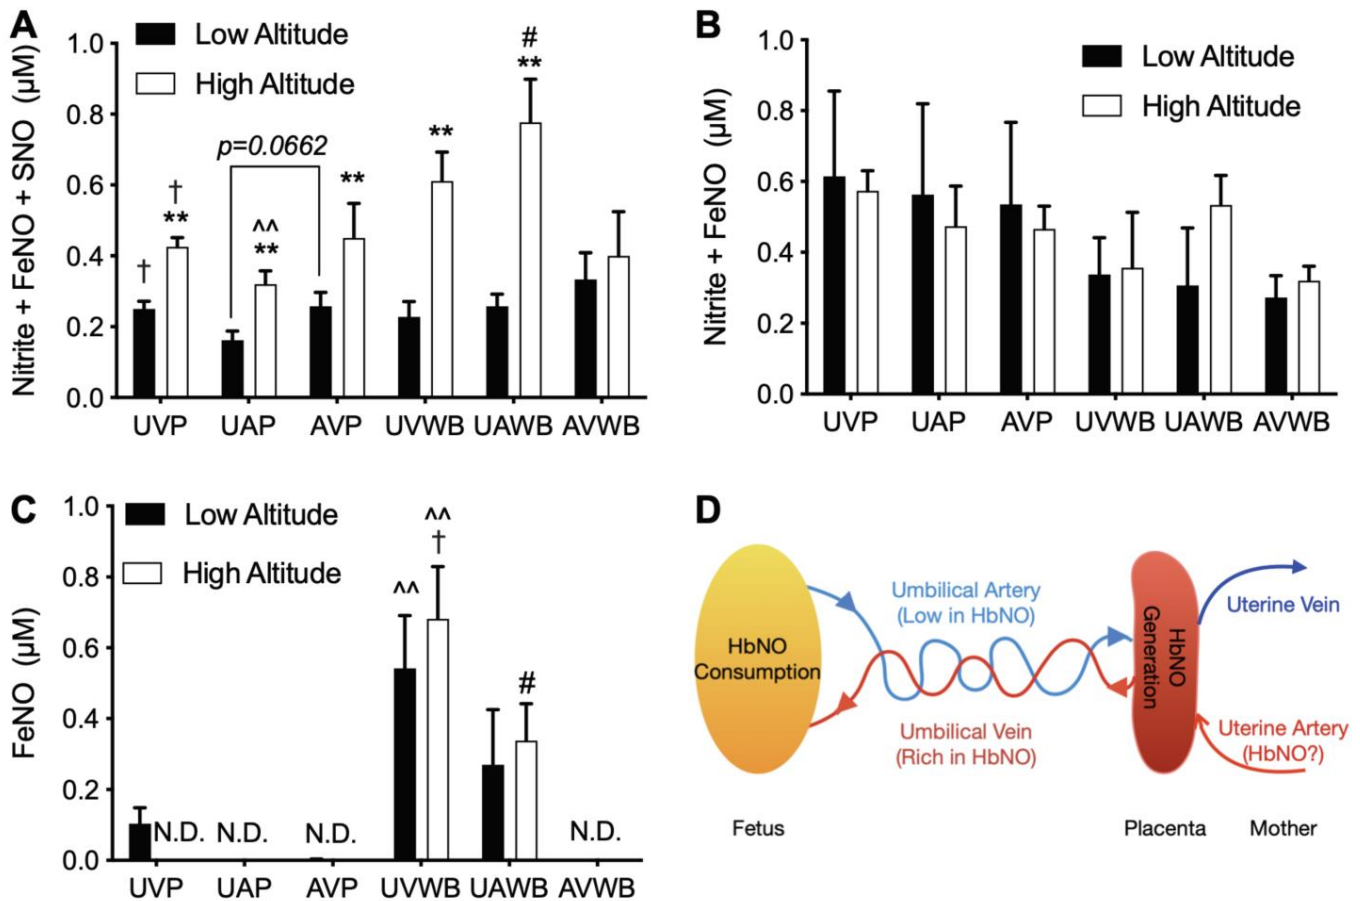 A
Nitrite + FeNO + SNO (μM)
1.0
0.8
0.6
0.4
0.2
0.0
Low Altitude
High Altitude
†
†
**
^^
**
p=0.0662
**
**
#
**
UVP UAP AVP UVWB UAWB AVWB
B
Nitrite + FeNO (μM)
1.0
0.8
0.6
0.4
0.2
0.0
Low Altitude
High Altitude
UVP UAP AVP UVWB UAWB AVWB
C
FeNO (μM)
1.0
0.8
0.6
0.4
0.2
0.0
Low Altitude
High Altitude
N.D. N.D. N.D.
^^
^^
†
#
N.D.
UVP UAP AVP UVWB UAWB AVWB
D
HbNO
Consumption
Umbilical Artery
(Low in HbNO)
Umbilical Vein
(Rich in HbNO)
HbNO
Generation
Uterine Vein
Uterine Artery
(HbNO?)
Fetus
Placenta
Mother